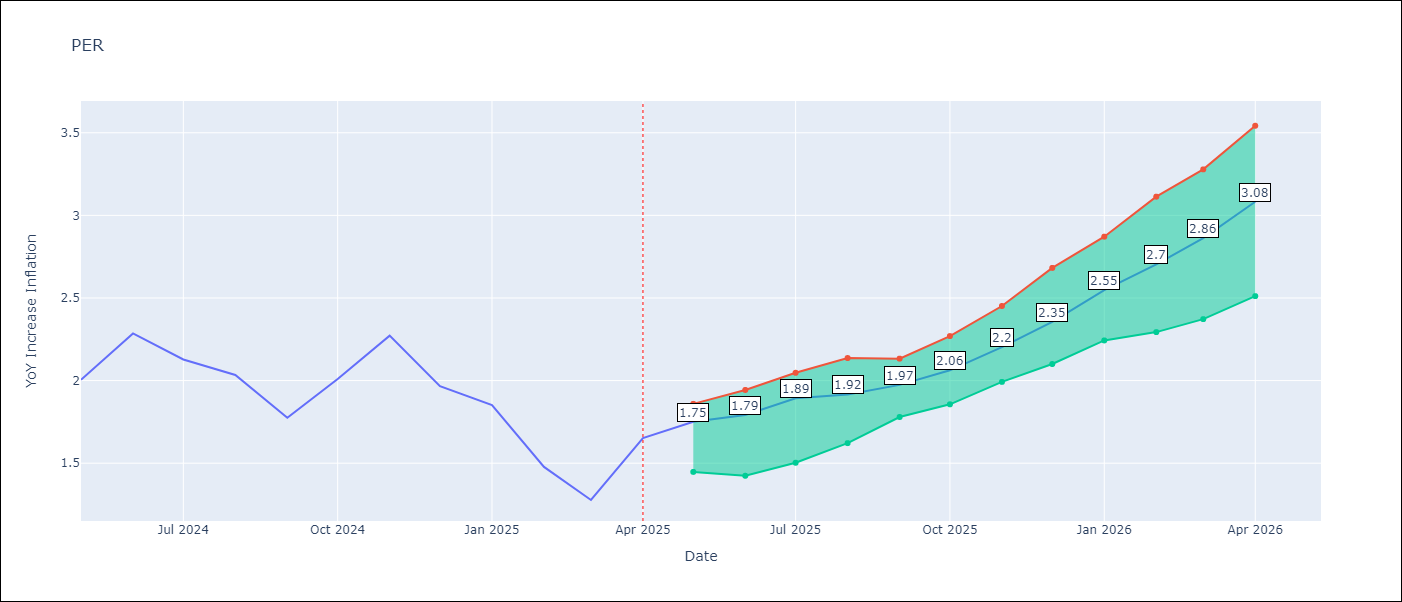 PER
YoY Increase Inflation
3.5
3
2.5
2
1.5
1.75
1.79
1.89
1.92
1.97
2.06
2.2
2.35
2.55
2.7
2.86
3.08
Jul 2024
Oct 2024
Jan 2025
Apr 2025
Jul 2025
Oct 2025
Jan 2026
Apr 2026
Date